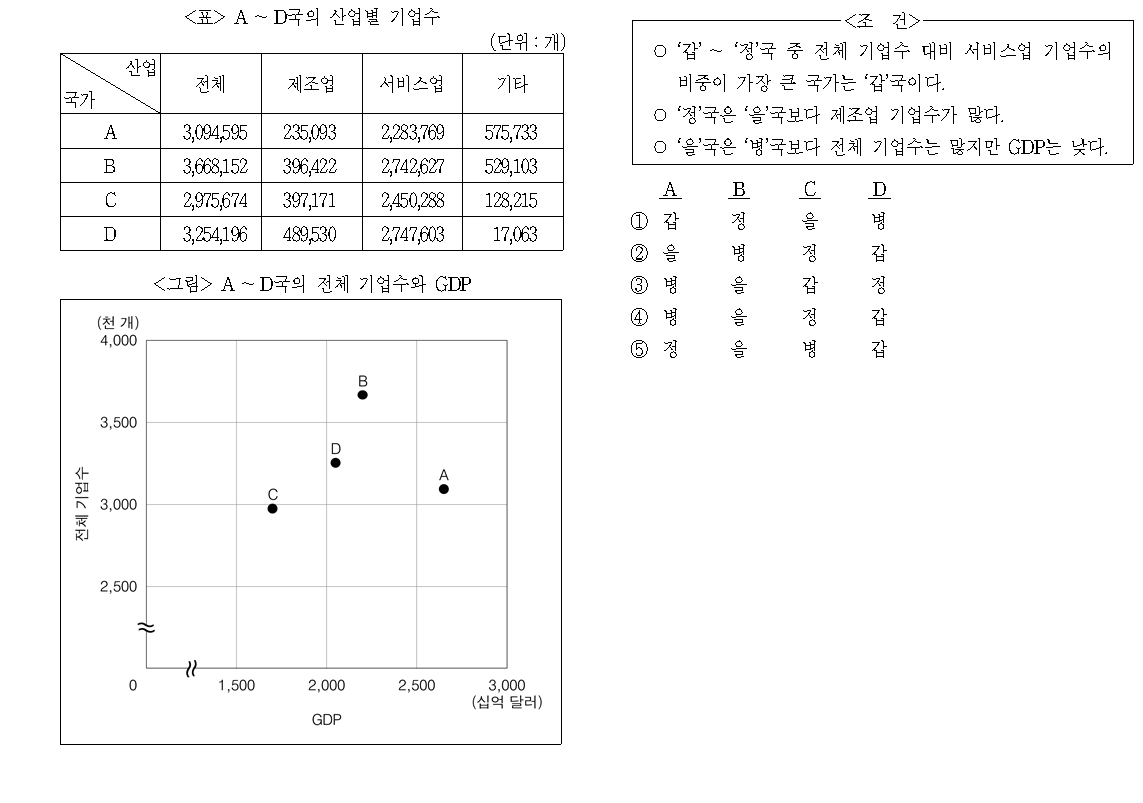 <표> A ~ D국의 산업별 기업수
(단위 : 개)
산업
국가
전체 제조업 서비스업 기타
A 3,094,595 235,093 2,283,769 575,733
B 3,668,152 396,422 2,742,627 529,103
C 2,975,674 397,171 2,450,288 128,215
D 3,254,196 489,530 2,747,603 17,063
<그림> A ~ D국의 전체 기업수와 GDP
(천 개)
4,000
3,500
3,000
2,500
전체 기업수
B
D
A
C
0 1,500 2,000 2,500 3,000
(십억 달러)
GDP
<조 건>
○ ‘갑’ ~ ‘정’국 중 전체 기업수 대비 서비스업 기업수의
비중이 가장 큰 국가는 ‘갑’국이다.
○ ‘정’국은 ‘을’국보다 제조업 기업수가 많다.
○ ‘을’국은 ‘병’국보다 전체 기업수는 많지만 GDP는 낮다.
A B C D
① 갑 정 을 병
② 을 병 정 갑
③ 병 을 갑 정
④ 병 을 정 갑
⑤ 정 을 병 갑